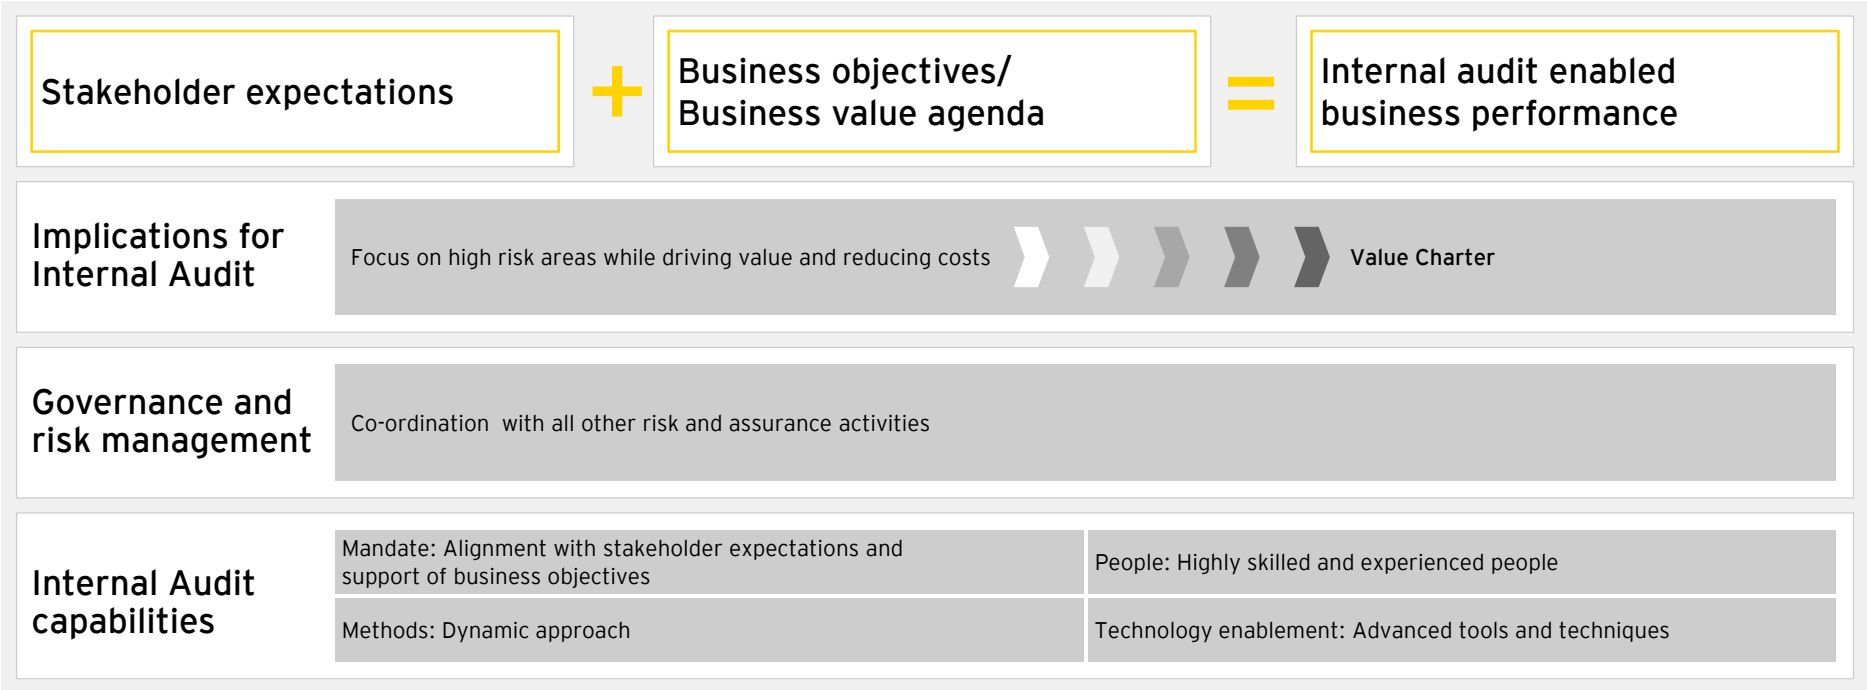 Stakeholder expectations
+
Business objectives/
Business value agenda
=
Internal audit enabled
business performance
Implications for
Internal Audit
Focus on high risk areas while driving value and reducing costs
Value Charter
Governance and
risk management
Co-ordination  with all other risk and assurance activities
Internal Audit
capabilities
Mandate: Alignment with stakeholder expectations and
support of business objectives
People: Highly skilled and experienced people
Methods: Dynamic approach
Technology enablement: Advanced tools and techniques